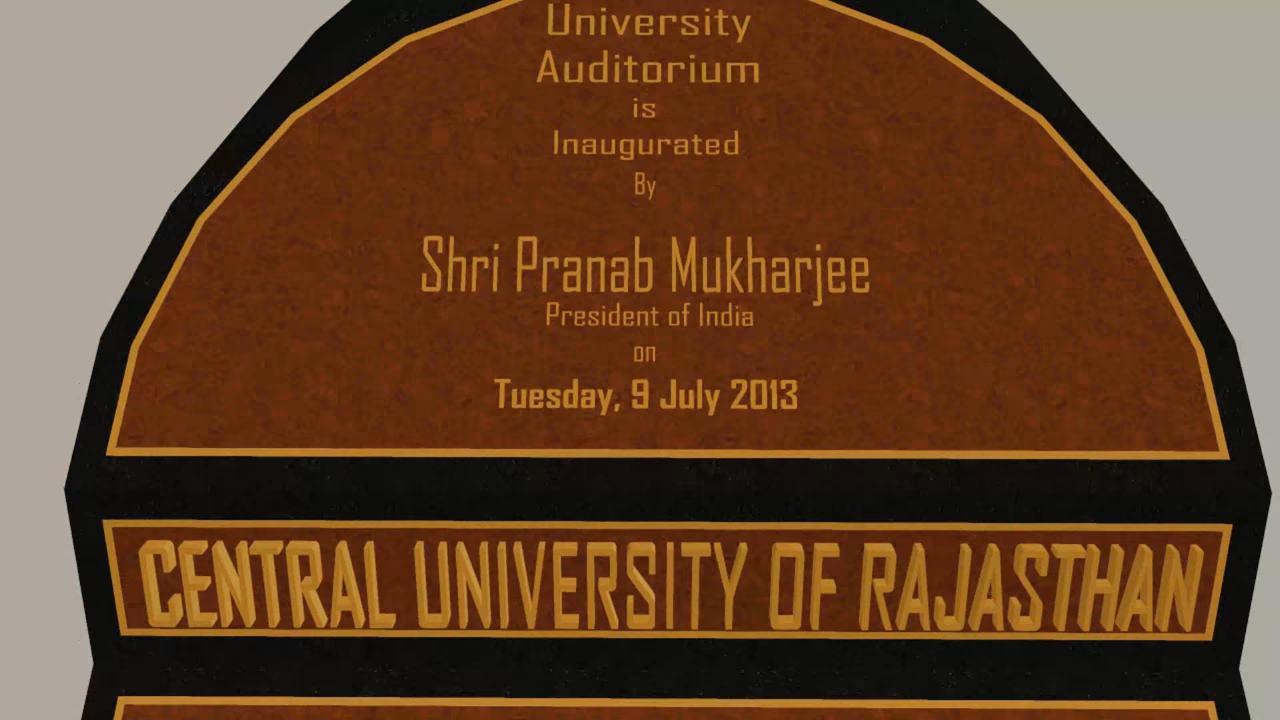 University
Auditorium
is
Inaugurated
By
Shri Pranab Mukharjee
President of India
on
Tuesday, 9 July 2013
CENTRAL UNIVERSITY OF RAJASTHAN